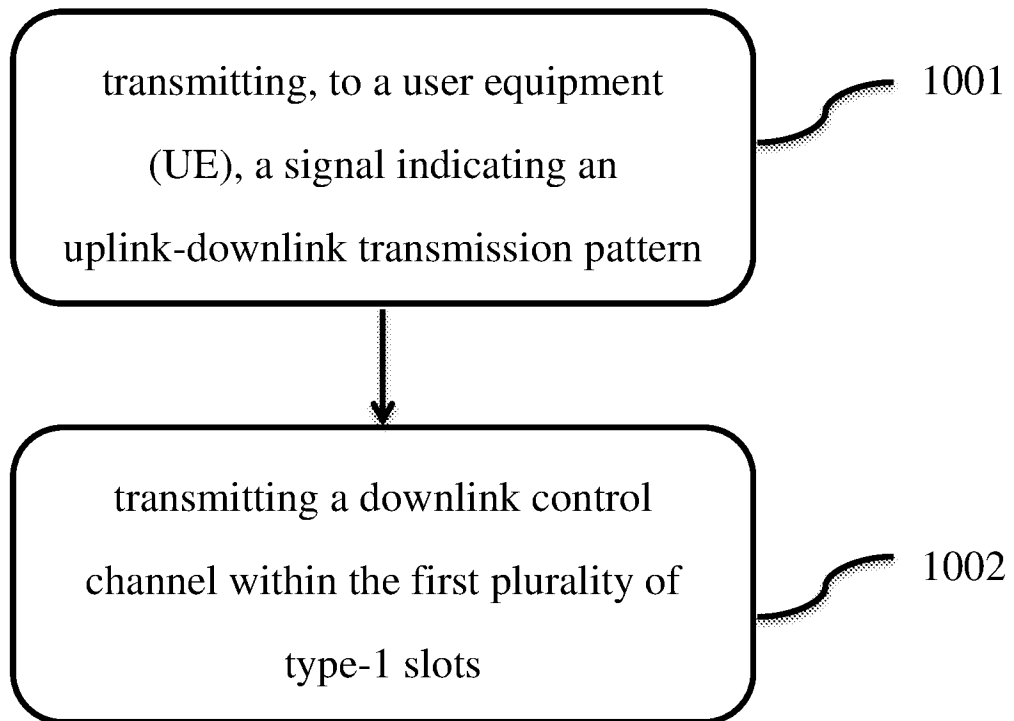 transmitting, to a user equipment
(UE), a signal indicating an
uplink-downlink transmission pattern
1001
transmitting a downlink control
channel within the first plurality of
type-1 slots
1002